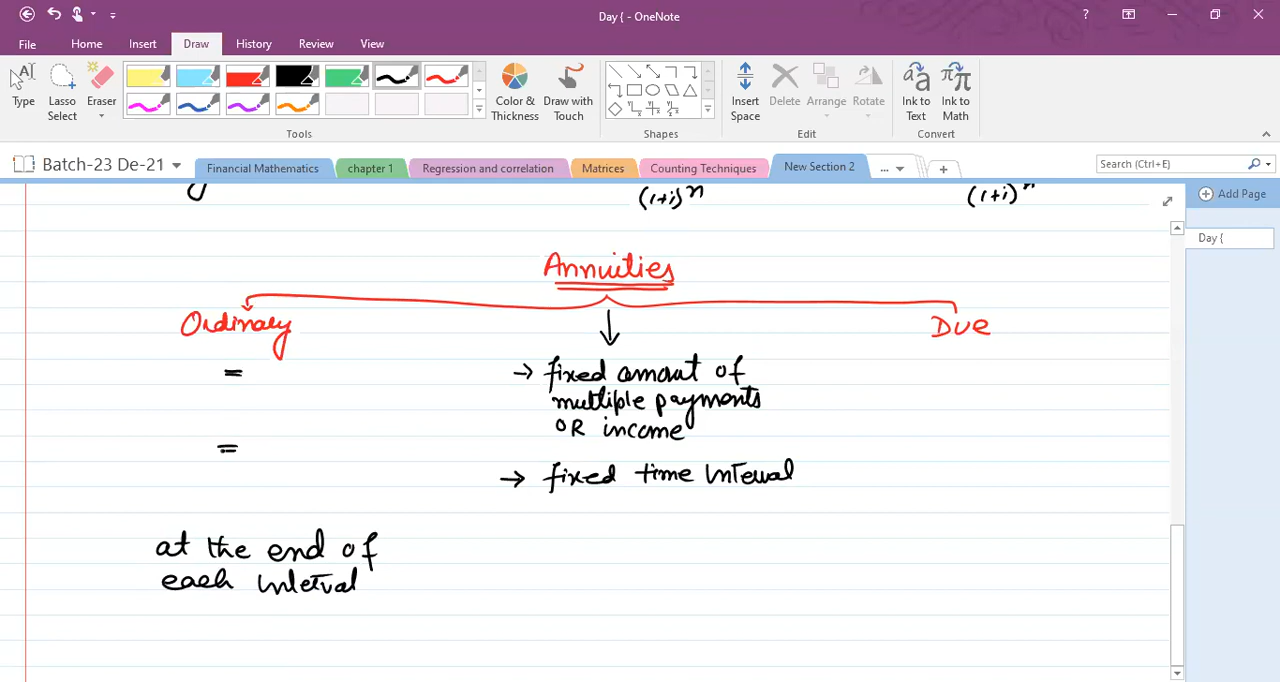 Day { - OneNote
?
File Home Insert Draw History Review View
Type
Lasso Select
Eraser
Color & Thickness
Draw with Touch
Insert Space
Delete
Arrange
Rotate
Ink to Text
Ink to Math
Tools Shapes Edit Convert
Batch-23 De-21
Financial Mathematics chapter 1 Regression and correlation Matrices Counting Techniques New Section 2 ...
Search (Ctrl+E)
Add Page
Day {
(1+i)^n (1+i)^n
Annuities
Ordinary Due
= → fixed amount of
multiple payments
OR income
=
→ fixed time interval
at the end of
each interval